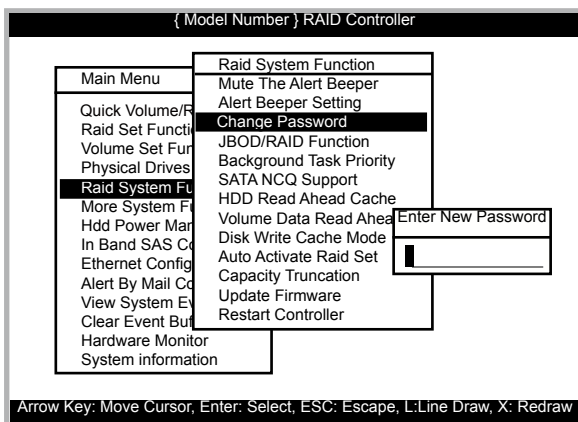 { Model Number } RAID Controller
Main Menu
Quick Volume/R
Raid Set Functi
Volume Set Fun
Physical Drives
Raid System Fu
More System Fu
Hdd Power Man
In Band SAS Co
Ethernet Config
Alert By Mail Co
View System Ev
Clear Event Buf
Hardware Monitor
System information
Raid System Function
Mute The Alert Beeper
Alert Beeper Setting
Change Password
JBOD/RAID Function
Background Task Priority
SATA NCQ Support
HDD Read Ahead Cache
Volume Data Read Ahea
Disk Write Cache Mode
Auto Activate Raid Set
Capacity Truncation
Update Firmware
Restart Controller
Enter New Password
Arrow Key: Move Cursor, Enter: Select, ESC: Escape, L:Line Draw, X: Redraw